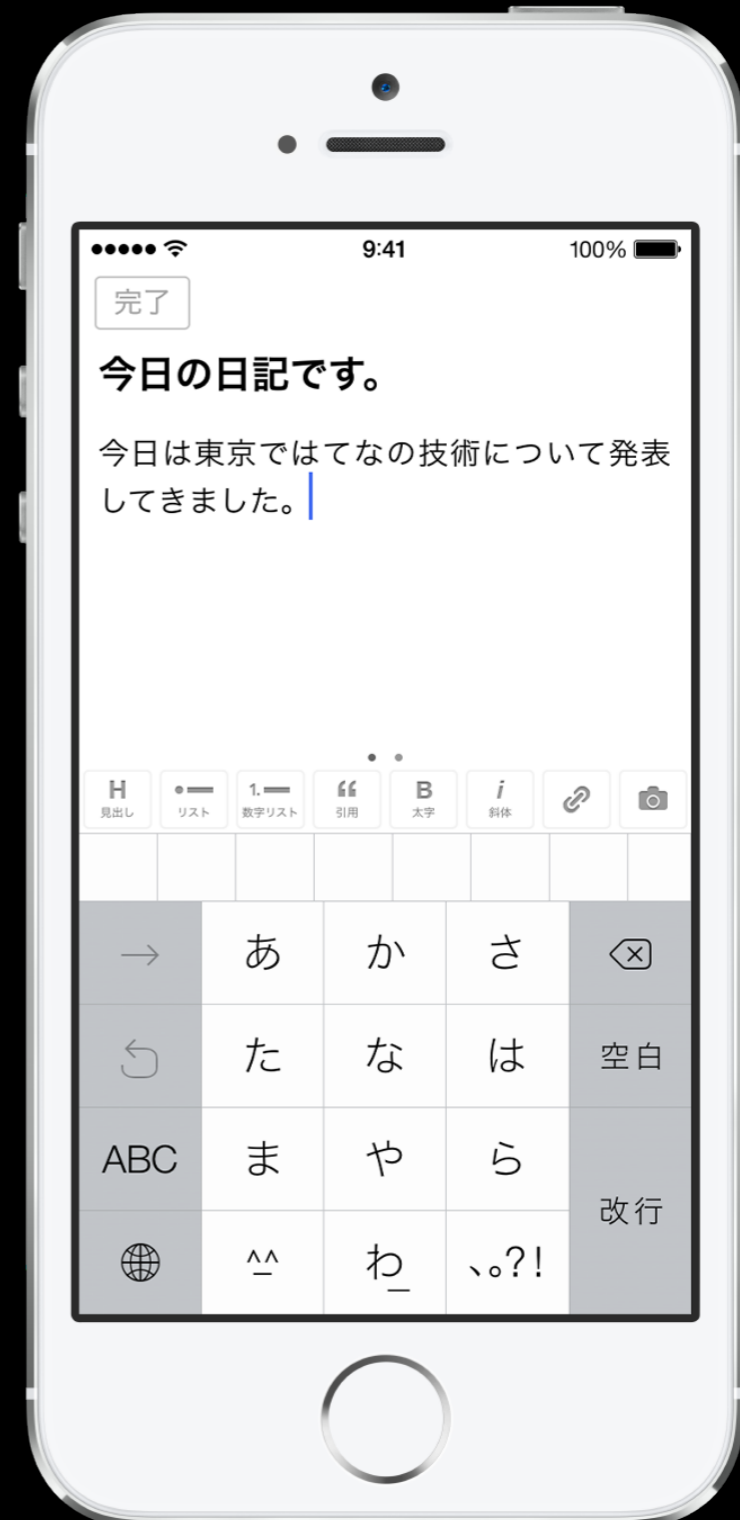 9:41 100%
完了
今日の日記です。
今日は東京ではてなの技術について発表
してきました。
H 1. “ B i
見出し リスト 数字リスト 引用 太字 斜体
→ あ か さ
た な は 空白
ABC ま や ら
改行
^^ わ_ 、。?!